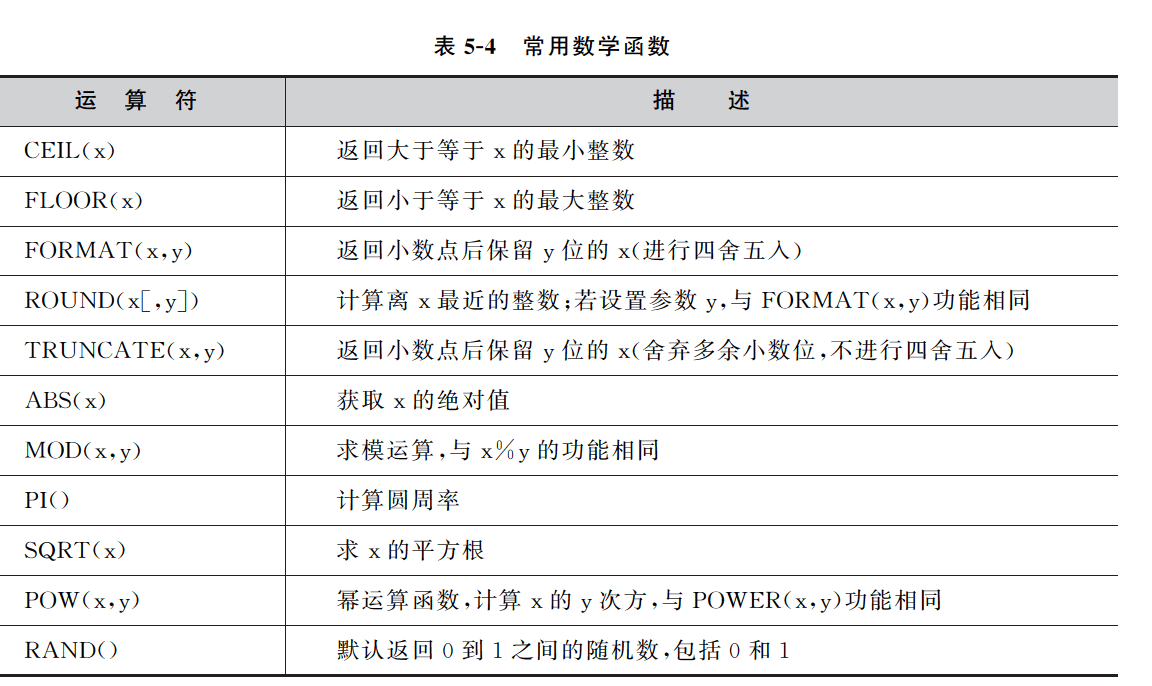 表 5-4 常用数学函数
运 算 符 描 述
CEIL(x) 返回大于等于 x 的最小整数
FLOOR(x) 返回小于等于 x 的最大整数
FORMAT(x,y) 返回小数点后保留 y 位的 x(进行四舍五入)
ROUND(x[,y]) 计算离 x 最近的整数;若设置参数 y,与 FORMAT(x,y)功能相同
TRUNCATE(x,y) 返回小数点后保留 y 位的 x(舍弃多余小数位,不进行四舍五入)
ABS(x) 获取 x 的绝对值
MOD(x,y) 求模运算,与 x%y 的功能相同
PI() 计算圆周率
SQRT(x) 求 x 的平方根
POW(x,y) 幂运算函数,计算 x 的 y 次方,与 POWER(x,y)功能相同
RAND() 默认返回 0 到 1 之间的随机数,包括 0 和 1